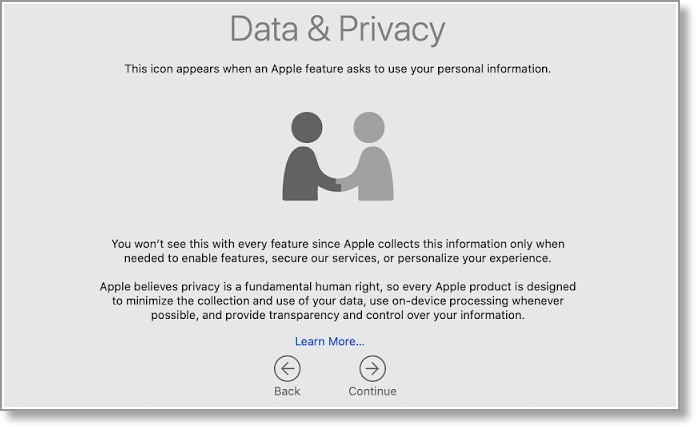 Data & Privacy
This icon appears when an Apple feature asks to use your personal information.
You won’t see this with every feature since Apple collects this information only when
needed to enable features, secure our services, or personalize your experience.
Apple believes privacy is a fundamental human right, so every Apple product is designed
to minimize the collection and use of your data, use on-device processing whenever
possible, and provide transparency and control over your information.
Learn More...
Back
Continue